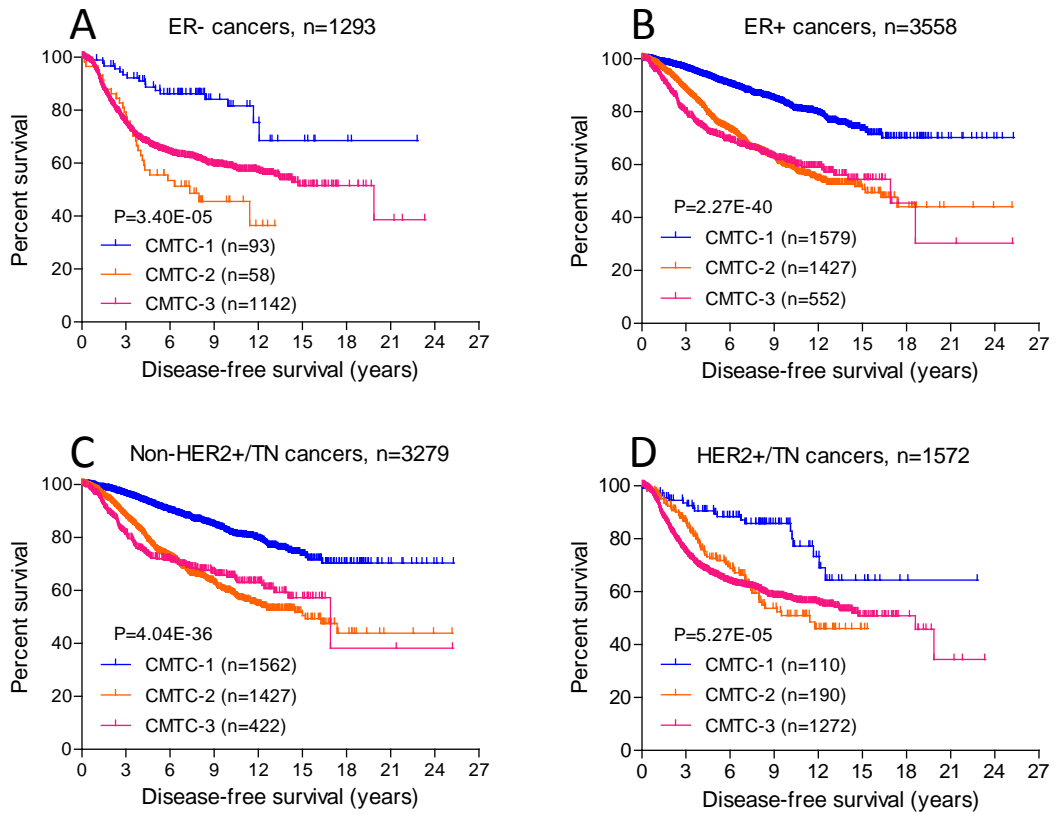 A
ER- cancers, n=1293
Percent survival
100
80
60
40
20
0
P=3.40E-05
CMTC-1 (n=93)
CMTC-2 (n=58)
CMTC-3 (n=1142)
0 3 6 9 12 15 18 21 24 27
Disease-free survival (years)
B
ER+ cancers, n=3558
Percent survival
100
80
60
40
20
0
P=2.27E-40
CMTC-1 (n=1579)
CMTC-2 (n=1427)
CMTC-3 (n=552)
0 3 6 9 12 15 18 21 24 27
Disease-free survival (years)
C
Non-HER2+/TN cancers, n=3279
Percent survival
100
80
60
40
20
0
P=4.04E-36
CMTC-1 (n=1562)
CMTC-2 (n=1427)
CMTC-3 (n=422)
0 3 6 9 12 15 18 21 24 27
Disease-free survival (years)
D
HER2+/TN cancers, n=1572
Percent survival
100
80
60
40
20
0
P=5.27E-05
CMTC-1 (n=110)
CMTC-2 (n=190)
CMTC-3 (n=1272)
0 3 6 9 12 15 18 21 24 27
Disease-free survival (years)